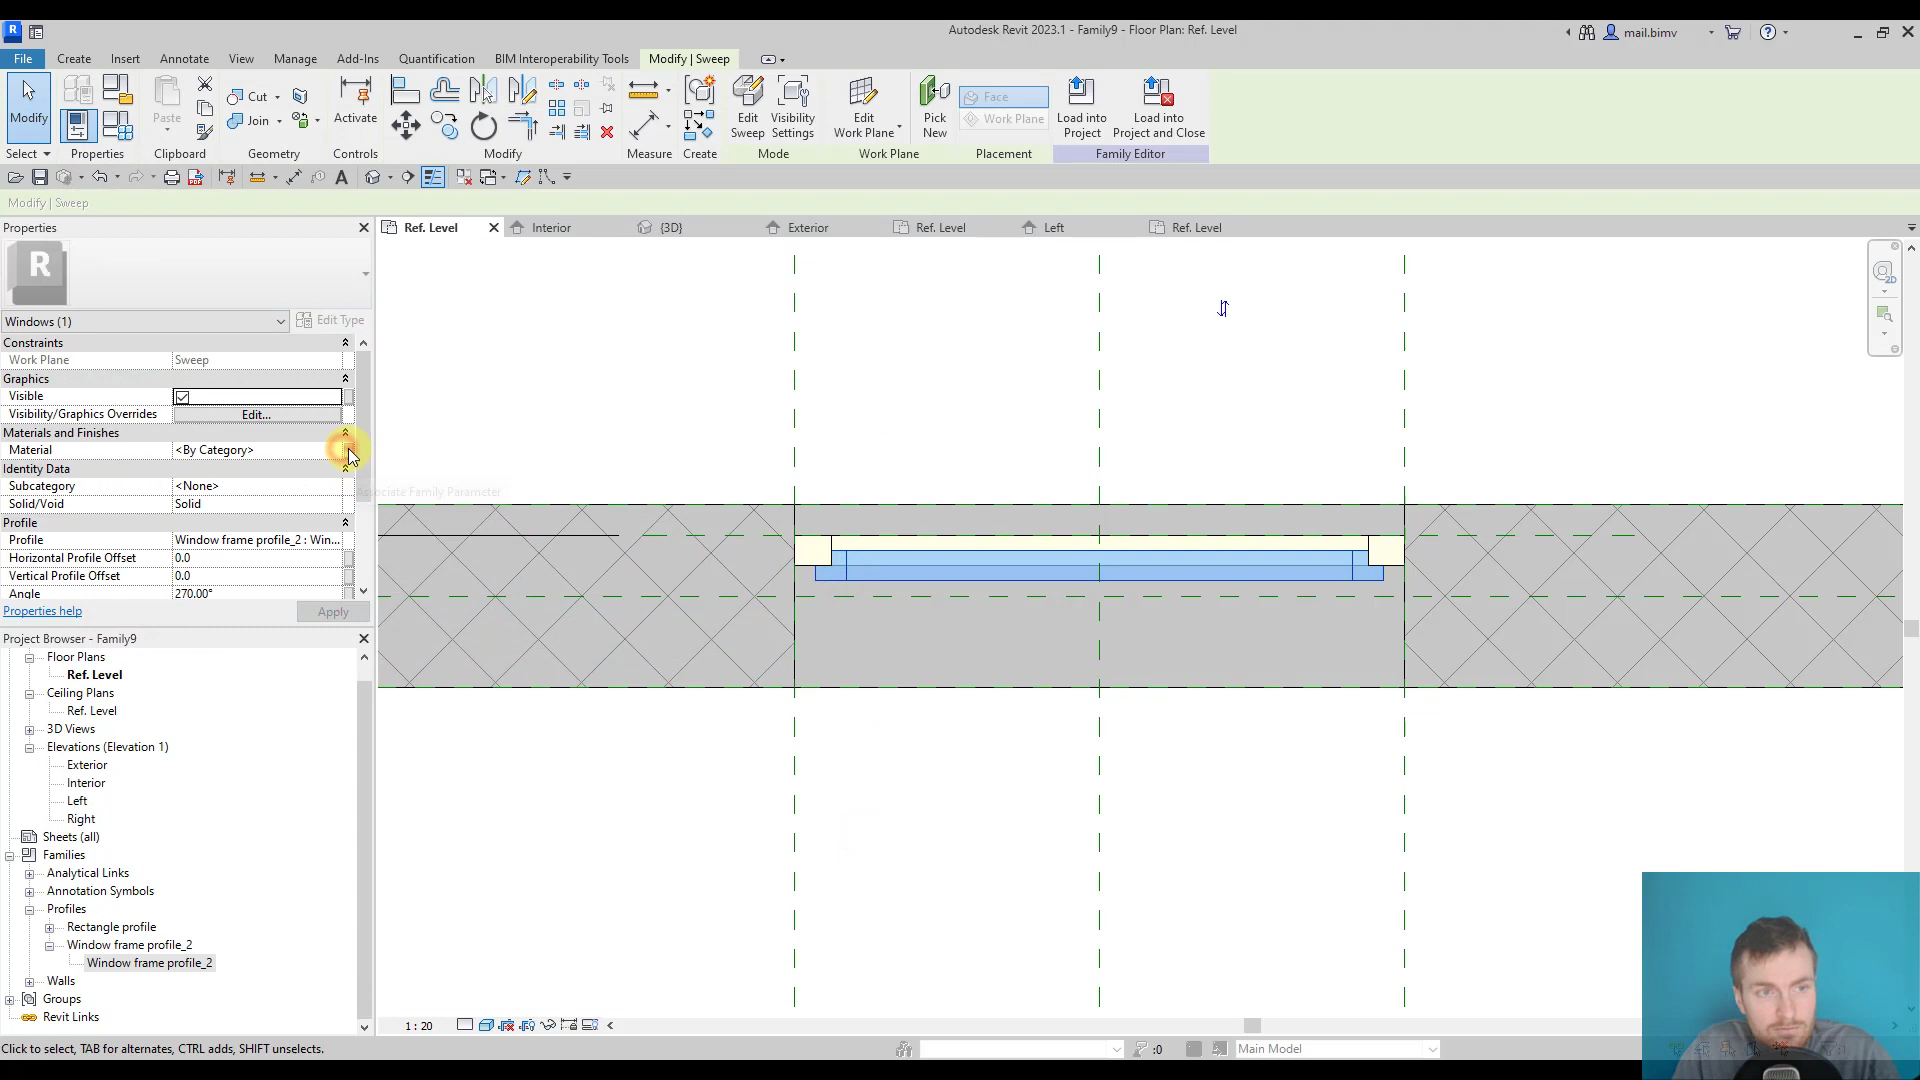 R
Autodesk Revit 2023.1 - Family9 - Floor Plan: Ref. Level
mail.bimv
File Create Insert Annotate View Manage Add-Ins Quantification BIM Interoperability Tools Modify | Sweep
Modify
Paste
Cut
Join
Activate
Edit Sweep
Visibility Settings
Edit Work Plane
Pick New
Face
Work Plane
Load into Project
Load into Project and Close
Select Properties Clipboard Geometry Controls Modify Measure Create Mode Work Plane Placement Family Editor
A
Modify | Sweep
Properties
Ref. Level Interior {3D} Exterior Ref. Level Left Ref. Level
R
2D
Windows (1) Edit Type
Constraints
Work Plane Sweep
Graphics
Visible
Visibility/Graphics Overrides Edit...
Materials and Finishes
Material <By Category>
Identity Data
Subcategory <None>
Associate Family Parameter
Solid/Void Solid
Profile
Profile Window frame profile_2 : Win...
Horizontal Profile Offset 0.0
Vertical Profile Offset 0.0
Angle 270.00°
Properties help Apply
Project Browser - Family9
Floor Plans
Ref. Level
Ceiling Plans
Ref. Level
3D Views
Elevations (Elevation 1)
Exterior
Interior
Left
Right
Sheets (all)
Families
Analytical Links
Annotation Symbols
Profiles
Rectangle profile
Window frame profile_2
Window frame profile_2
Walls
Groups
Revit Links
1 : 20
Click to select, TAB for alternates, CTRL adds, SHIFT unselects.
:0
Main Model